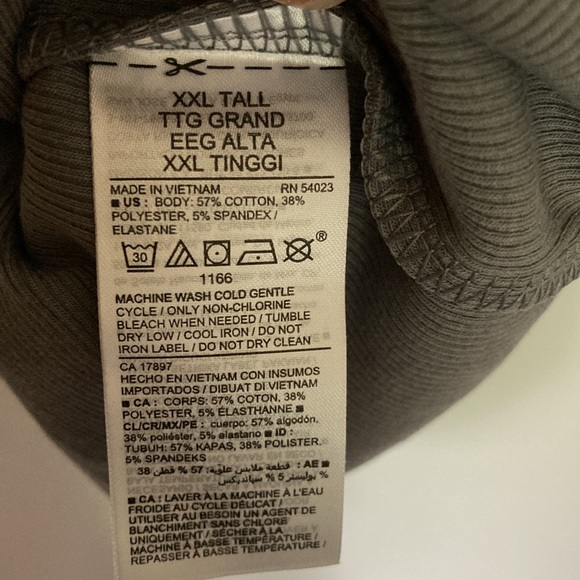 XXL TALL
TTG GRAND
EEG ALTA
XXL TINGGI
MADE IN VIETNAM RN 54023
■ US : BODY: 57% COTTON, 38%
POLYESTER, 5% SPANDEX /
ELASTANE
30 ®
1166
MACHINE WASH COLD GENTLE
CYCLE / ONLY NON-CHLORINE
BLEACH WHEN NEEDED / TUMBLE
DRY LOW / COOL IRON / DO NOT
IRON LABEL / DO NOT DRY CLEAN
CA 17897
HECHO EN VIETNAM CON INSUMOS
IMPORTADOS / DIBUAT DI VIETNAM
■ CA : CORPS: 57% COTON, 38%
POLYESTER, 5% ÉLASTHANNE ■
CL/CR/MX/PE : cuerpo: 57% algodón,
38% poliéster, 5% elastano ■ ID :
TUBUH: 57% KAPAS, 38% POLISTER,
5% SPANDEKS
■ AE : قطعة ملابس علوية: 57 % قطن 38
% بوليستر 5 % سباندیکس
■ CA : LAVER À LA MACHINE À L'EAU
FROIDE AU CYCLE DÉLICAT /
UTILISER AU BESOIN UN AGENT DE
BLANCHIMENT SANS CHLORE
UNIQUEMENT / SÉCHER À LA
MACHINE À BASSE TEMPÉRATURE /
REPASSER À BASSE TEMPÉRATURE /